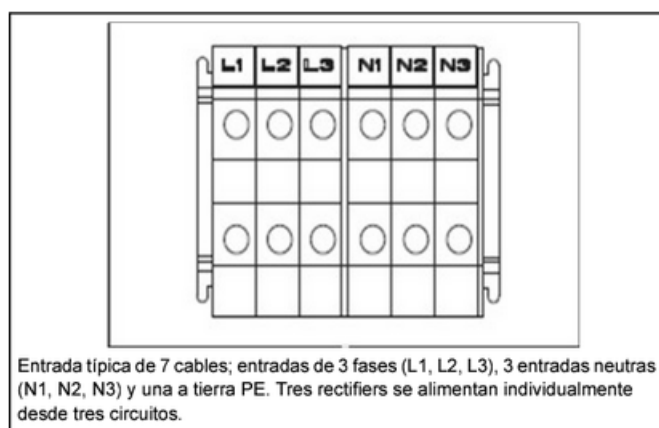 L1 L2 L3 N1 N2 N3
Entrada típica de 7 cables; entradas de 3 fases (L1, L2, L3), 3 entradas neutras
(N1, N2, N3) y una a tierra PE. Tres rectifiers se alimentan individualmente
desde tres circuitos.